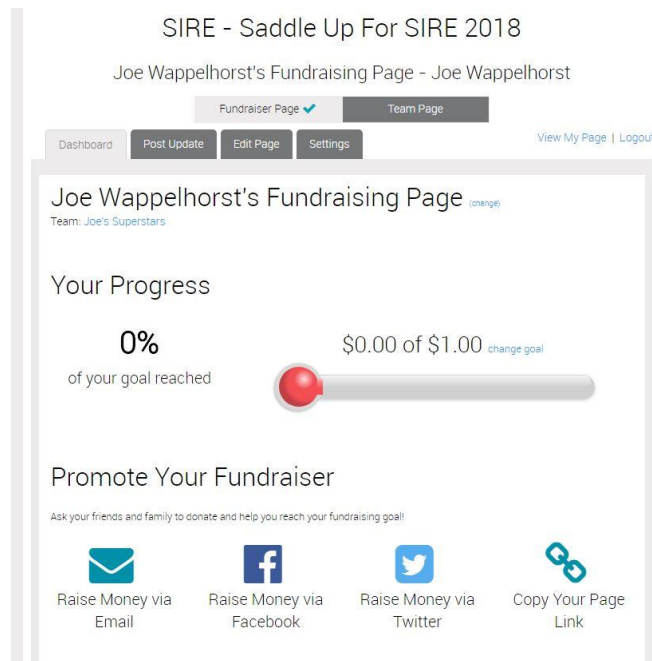 SIRE - Saddle Up For SIRE 2018
Joe Wappelhorst's Fundraising Page - Joe Wappelhorst
Fundraiser Page Team Page
Dashboard Post Update Edit Page Settings View My Page | Logout
Joe Wappelhorst's Fundraising Page (change)
Team: Joe's Superstars
Your Progress
0% $0.00 of $1.00 change goal
of your goal reached
Promote Your Fundraiser
Ask your friends and family to donate and help you reach your fundraising goal!
Raise Money via Raise Money via Raise Money via Copy Your Page
Email Facebook Twitter Link